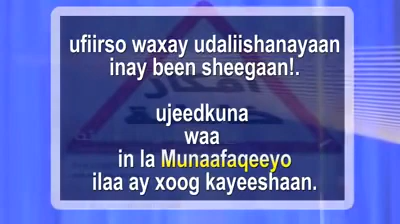 ufiirso waxay udaliishanayaan
inay been sheegaan!.
ujeedkuna
waa
in la Munaafaqeeyo
ilaa ay xoog kayeeshaan.